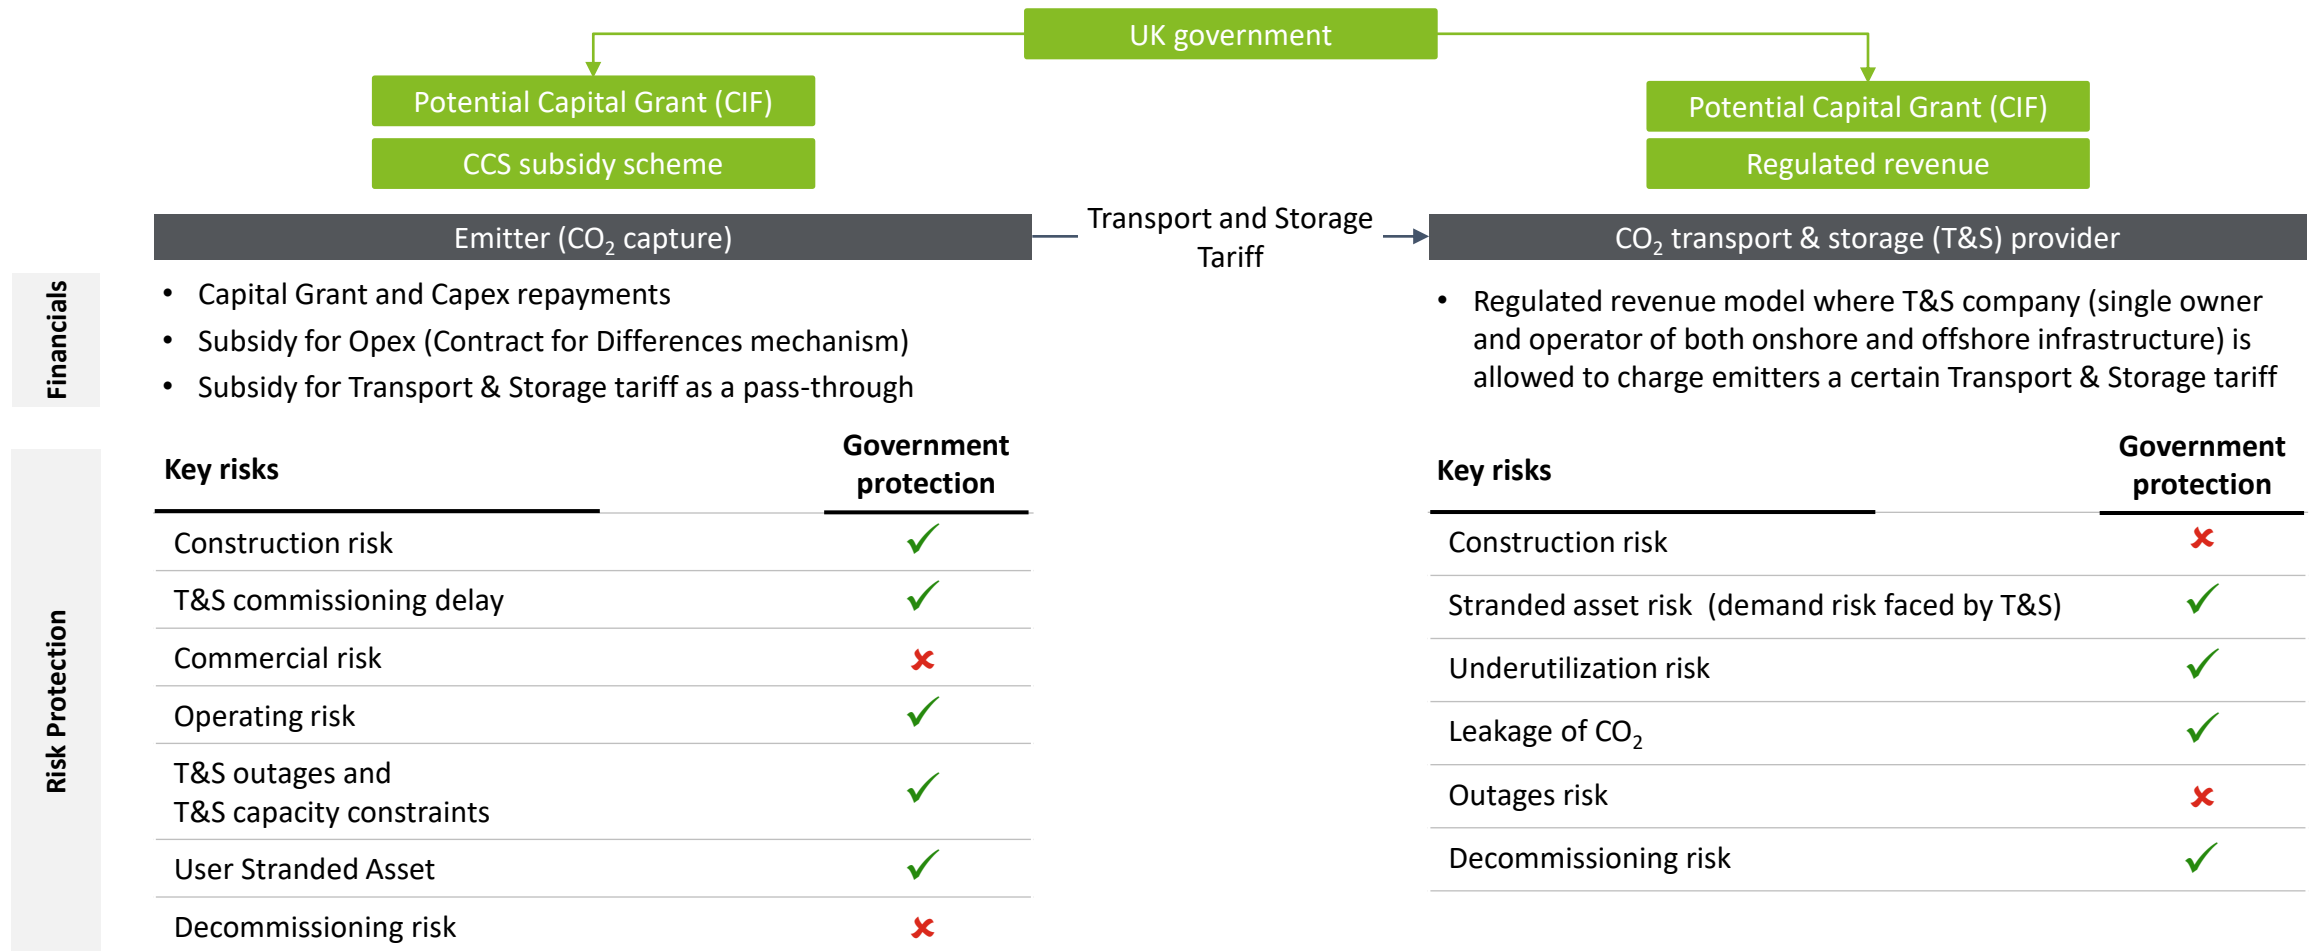 UK government
Potential Capital Grant (CIF)
CCS subsidy scheme
Potential Capital Grant (CIF)
Regulated revenue
Emitter (CO₂ capture)
Transport and Storage
Tariff
CO₂ transport & storage (T&S) provider
Financials
• Capital Grant and Capex repayments
• Subsidy for Opex (Contract for Differences mechanism)
• Subsidy for Transport & Storage tariff as a pass-through
• Regulated revenue model where T&S company (single owner
and operator of both onshore and offshore infrastructure) is
allowed to charge emitters a certain Transport & Storage tariff
Risk Protection
Key risks
Government
protection
Construction risk ✓
T&S commissioning delay ✓
Commercial risk ✘
Operating risk ✓
T&S outages and
T&S capacity constraints ✓
User Stranded Asset ✓
Decommissioning risk ✘
Key risks
Government
protection
Construction risk ✘
Stranded asset risk (demand risk faced by T&S) ✓
Underutilization risk ✓
Leakage of CO₂ ✓
Outages risk ✘
Decommissioning risk ✓